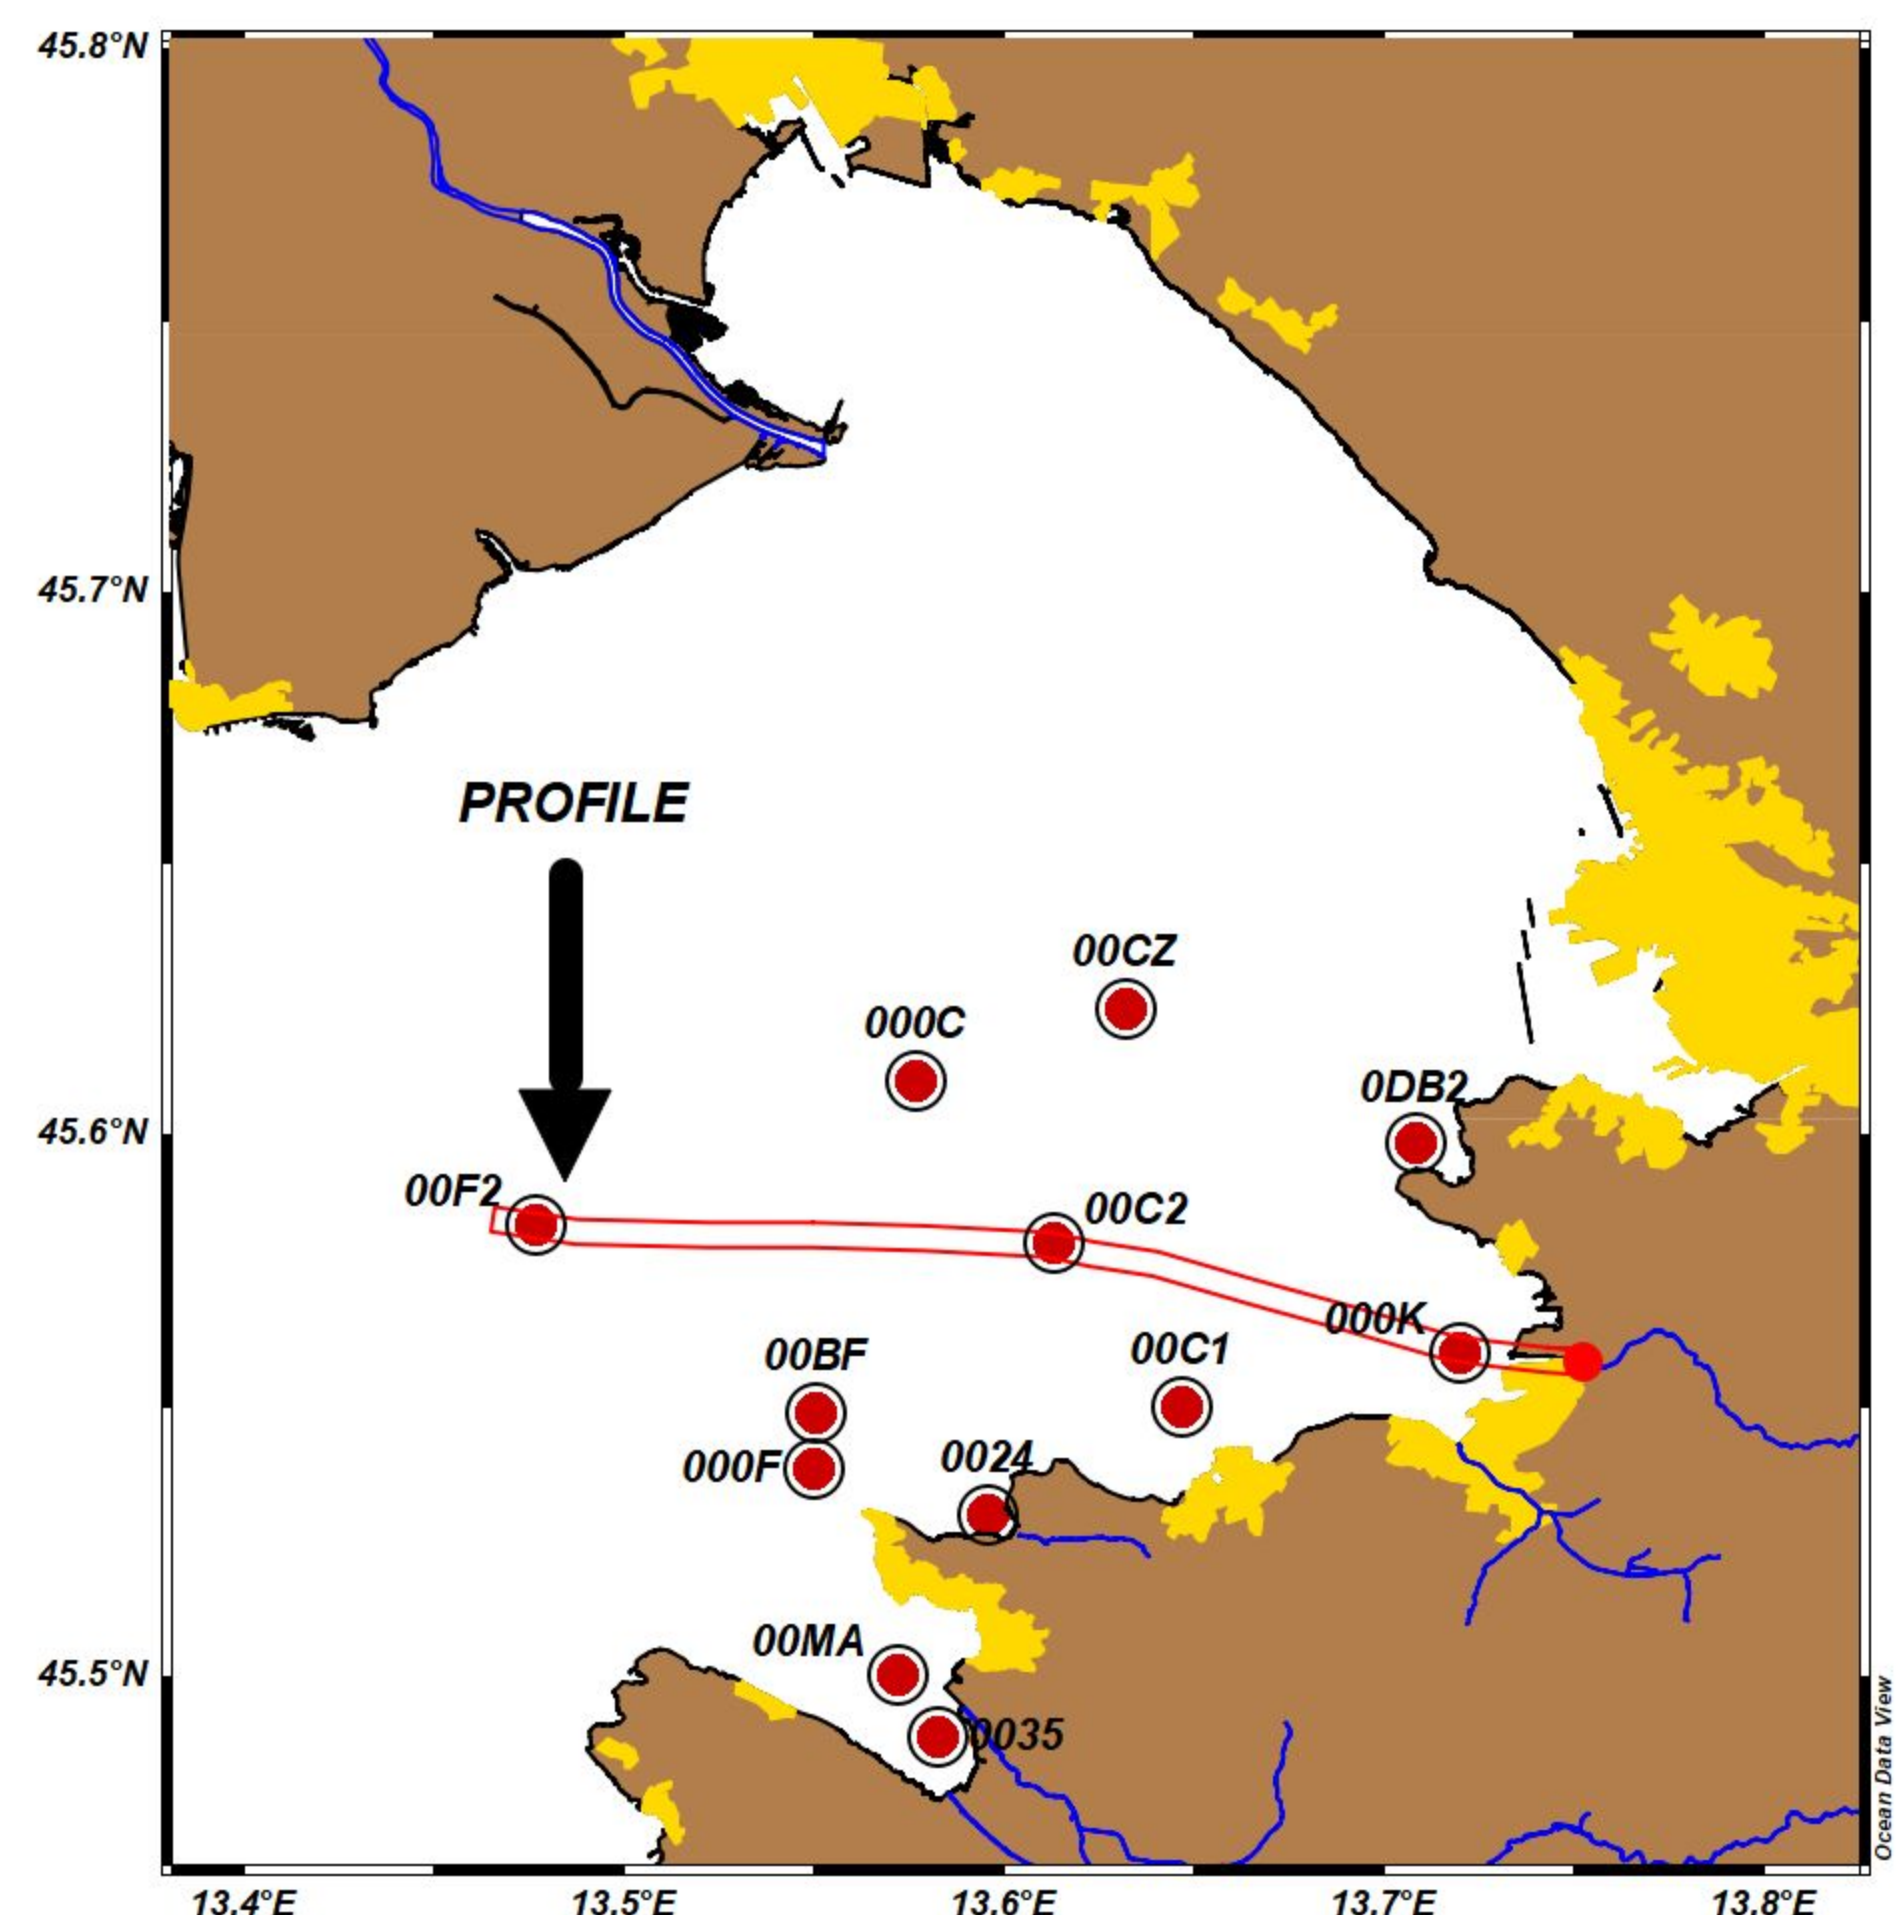 45.8°N
45.7°N
PROFILE
00CZ
000C
0DB2
45.6°N
00F2
00C2
000K
00BF
00C1
000F
0024
00MA
45.5°N
0035
Ocean Data View
13.4°E
13.5°E
13.6°E
13.7°E
13.8°E